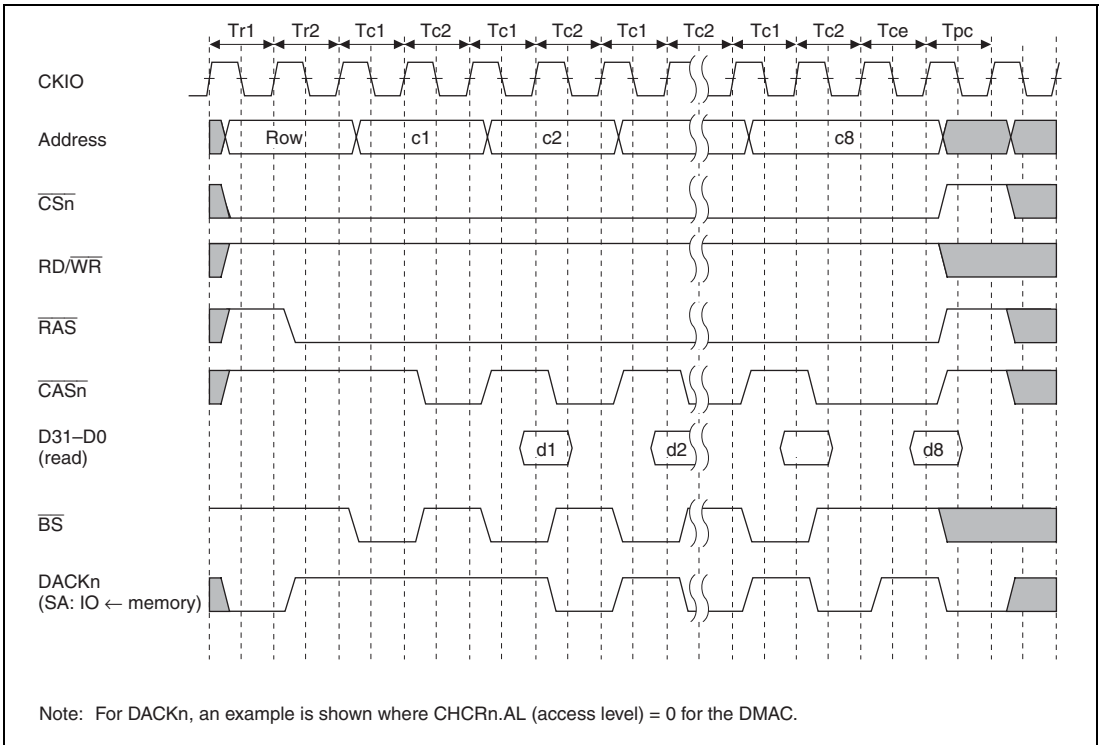 Tr1 Tr2 Tc1 Tc2 Tc1 Tc2 Tc1 Tc2 Tc1 Tc2 Tce Tpc
CKIO
Address Row c1 c2 c8
CSn
RD/WR
RAS
CASn
D31–D0
(read) d1 d2 d8
BS
DACKn
(SA: IO ← memory)
Note: For DACKn, an example is shown where CHCRn.AL (access level) = 0 for the DMAC.